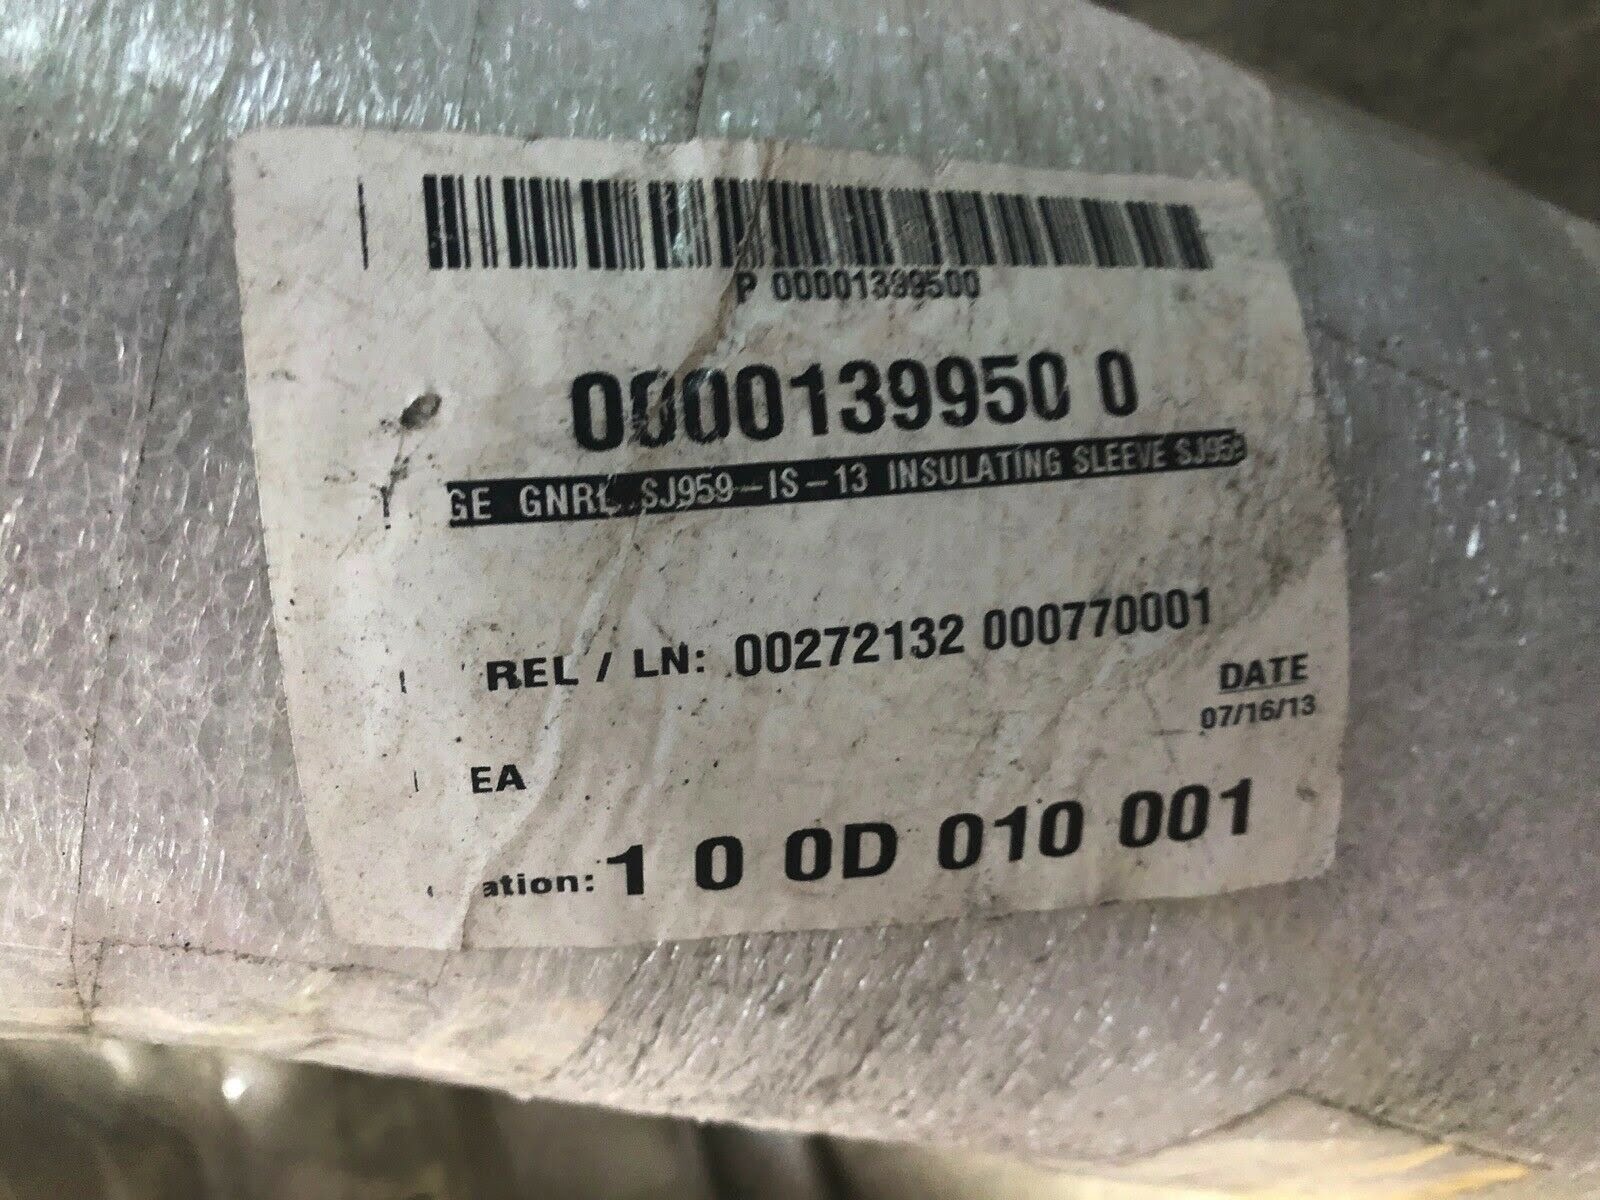 P 00001399500
0000139950 0
GE GNRL SJ959-IS-13 INSULATING SLEEVE SJ959
REL / LN: 00272132 000770001
DATE
07/16/13
EA
ation: 1 0 0D 010 001